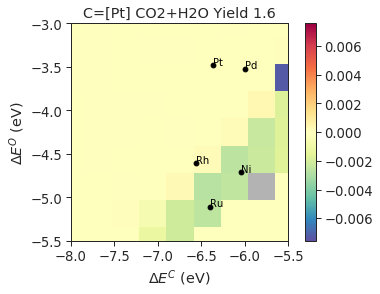 C=[Pt] CO2+H2O Yield 1.6
−3.0
−3.5
−4.0
−4.5
−5.0
−5.5
ΔE^O (eV)
Pt
Pd
Rh
Ni
Ru
−8.0 −7.5 −7.0 −6.5 −6.0 −5.5
ΔE^C (eV)
0.006
0.004
0.002
0.000
−0.002
−0.004
−0.006